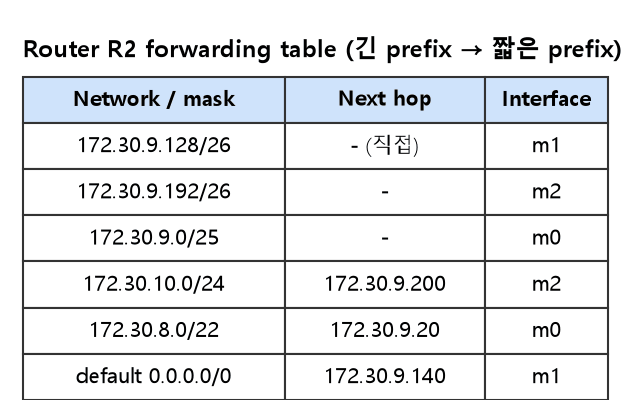 Router R2 forwarding table (긴 prefix → 짧은 prefix)
Network / mask Next hop Interface
172.30.9.128/26 - (직접) m1
172.30.9.192/26 - m2
172.30.9.0/25 - m0
172.30.10.0/24 172.30.9.200 m2
172.30.8.0/22 172.30.9.20 m0
default 0.0.0.0/0 172.30.9.140 m1